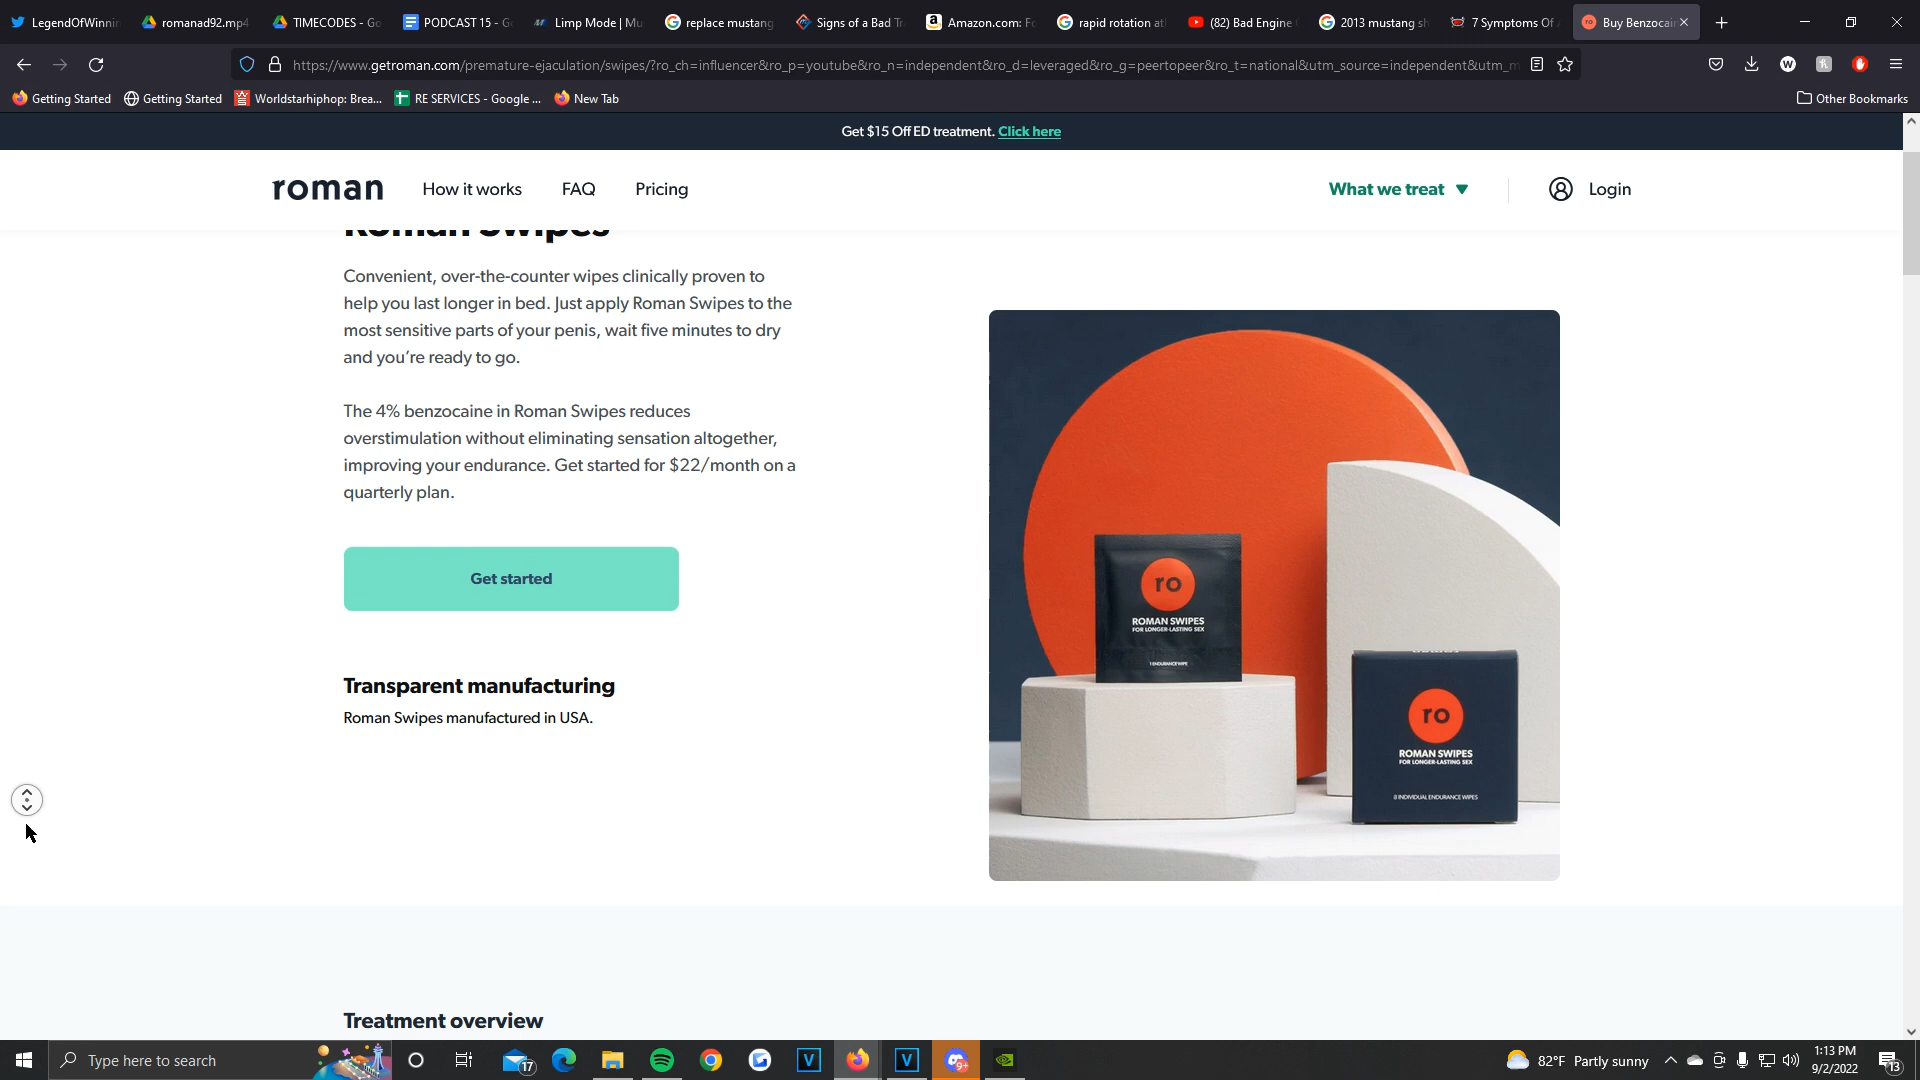 LegendOfWinnin
romanad92.mp4
TIMECODES - Go
PODCAST 15 - Go
Limp Mode | Mu
replace mustang
Signs of a Bad Tr
Amazon.com: Fo
rapid rotation at
(82) Bad Engine
2013 mustang sh
7 Symptoms Of
Buy Benzocain
https://www.getroman.com/premature-ejaculation/swipes/?ro_ch=influencer&ro_p=youtube&ro_n=independent&ro_d=leveraged&ro_g=peertopeer&ro_t=national&utm_source=independent&utm_m
Getting Started
Getting Started
Worldstarhiphop: Brea...
RE SERVICES - Google ...
New Tab
Other Bookmarks
Get $15 Off ED treatment. Click here
roman
How it works
FAQ
Pricing
What we treat
Login
Roman Swipes
Convenient, over-the-counter wipes clinically proven to
help you last longer in bed. Just apply Roman Swipes to the
most sensitive parts of your penis, wait five minutes to dry
and you’re ready to go.
The 4% benzocaine in Roman Swipes reduces
overstimulation without eliminating sensation altogether,
improving your endurance. Get started for $22/month on a
quarterly plan.
Get started
Transparent manufacturing
Roman Swipes manufactured in USA.
ro
ROMAN SWIPES
FOR LONGER-LASTING SEX
1 ENDURANCE WIPE
ro
ROMAN SWIPES
FOR LONGER-LASTING SEX
8 INDIVIDUAL ENDURANCE WIPES
Treatment overview
Type here to search
17
9+
82°F Partly sunny
1:13 PM
9/2/2022
13